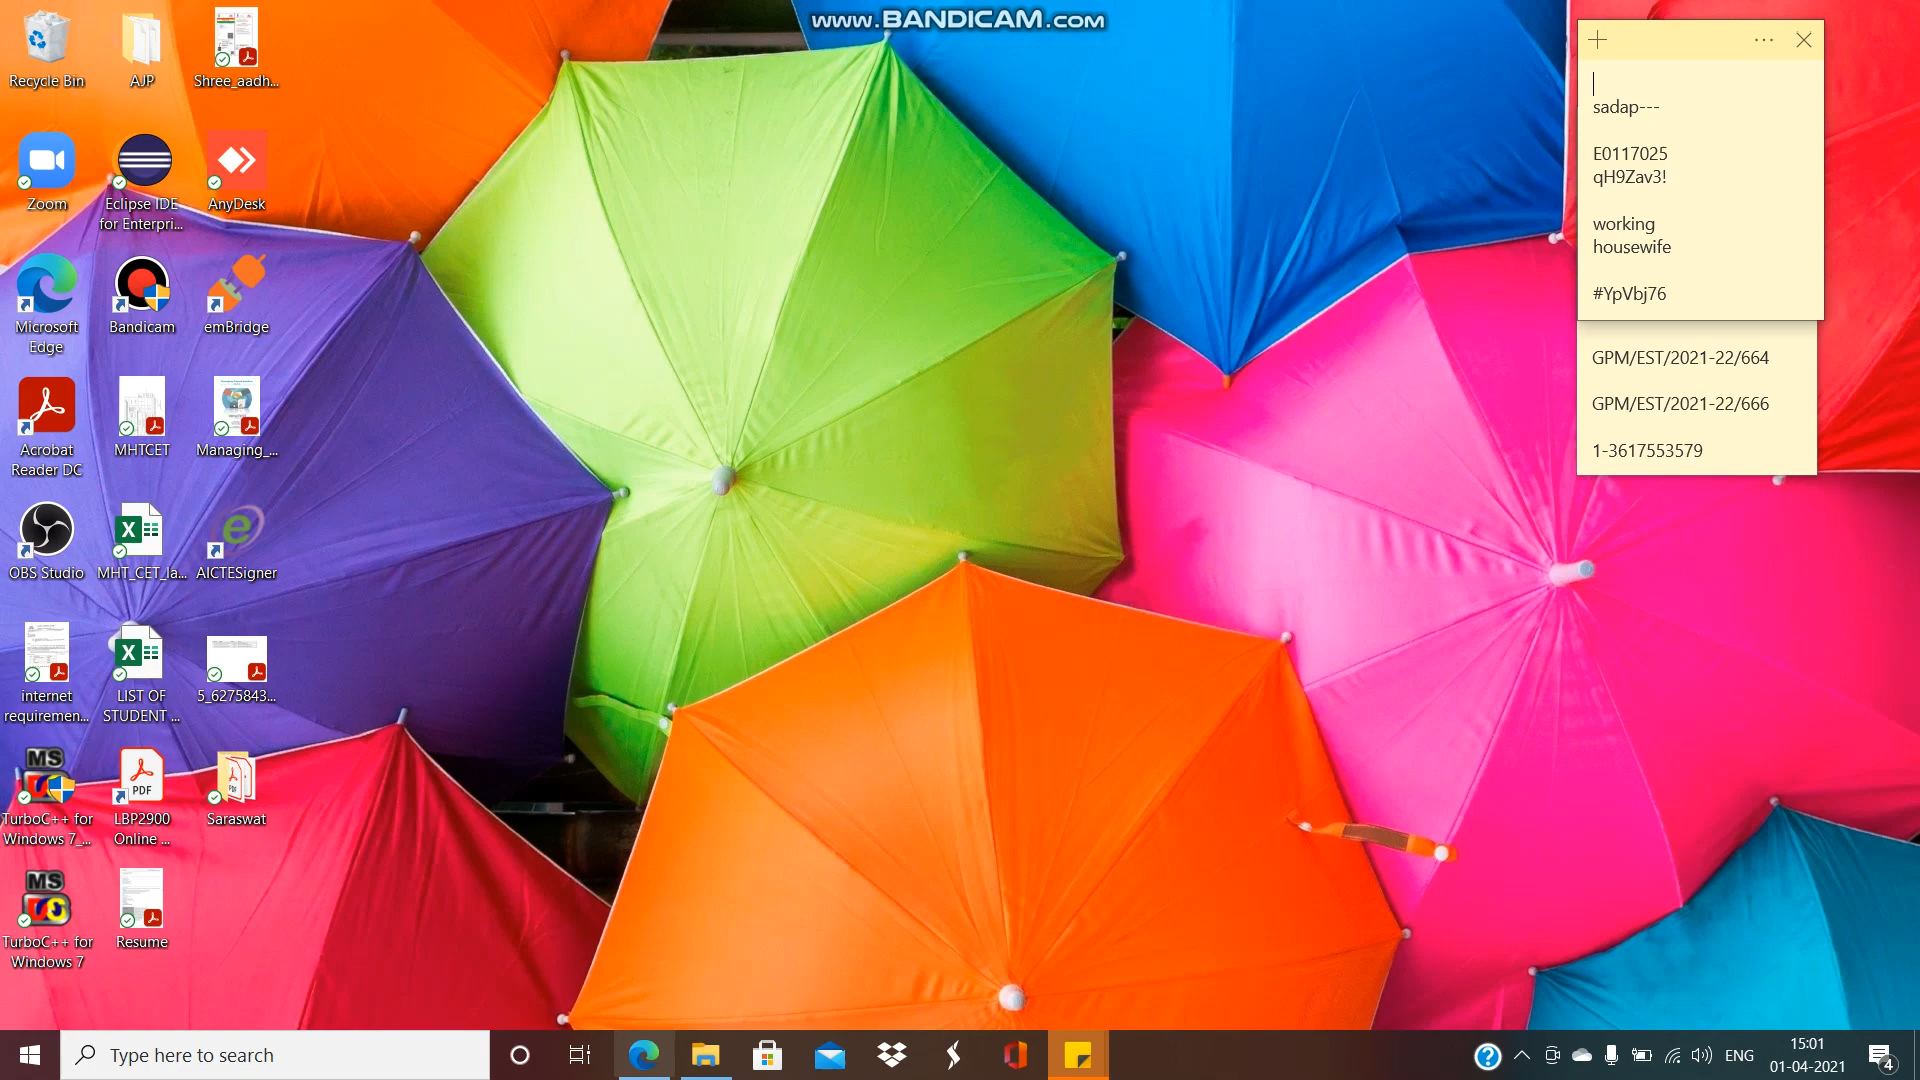 www.BANDICAM.com
Recycle Bin
AJP
Shree_aadh...
Zoom
Eclipse IDE
for Enterpri...
AnyDesk
Microsoft
Edge
Bandicam
emBridge
Acrobat
Reader DC
MHTCET
Managing_...
OBS Studio
MHT_CET_la...
AICTESigner
internet
requiremen...
LIST OF
STUDENT ...
5_6275843...
TurboC++ for
Windows 7_...
LBP2900
Online ...
Saraswat
TurboC++ for
Windows 7
Resume
sadap---
E0117025
qH9Zav3!
working
housewife
#YpVbj76
GPM/EST/2021-22/664
GPM/EST/2021-22/666
1-3617553579
Type here to search
ENG
15:01
01-04-2021
4